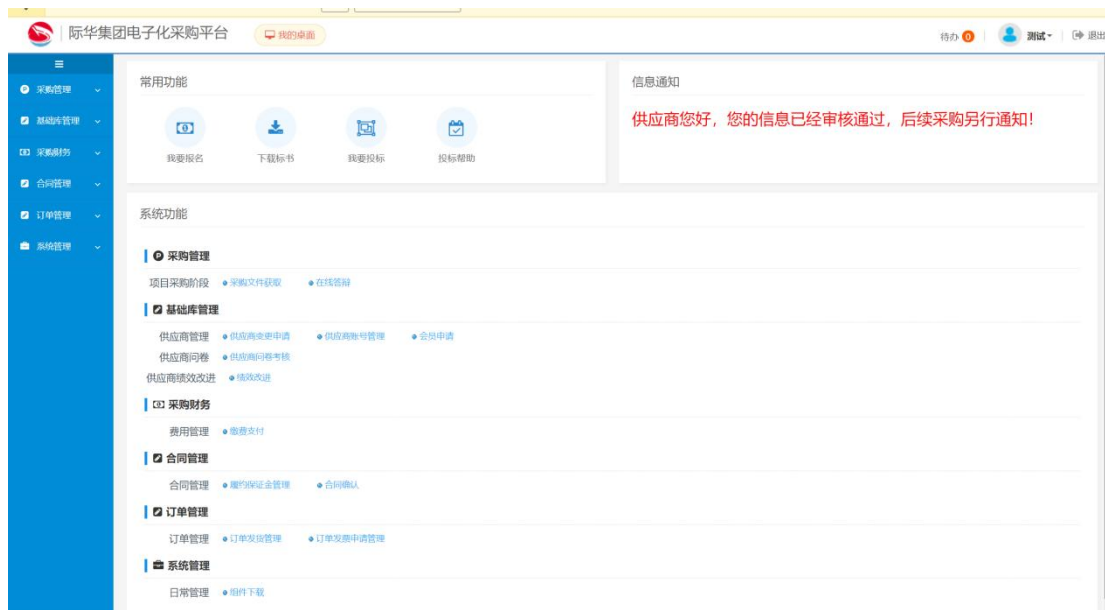 际华集团电子化采购平台 我的桌面 待办 0 测试 退出
采购管理
基础库管理
采购财务
合同管理
订单管理
系统管理
常用功能
我要报名 下载标书 我要投标 投标帮助
信息通知
供应商您好，您的信息已经审核通过，后续采购另行通知！
系统功能
采购管理
项目采购阶段 采购文件获取 在线答辩
基础库管理
供应商管理 供应商变更申请 供应商账号管理 会员申请
供应商问卷 供应商问卷考核
供应商绩效改进 绩效改进
采购财务
费用管理 缴费支付
合同管理
合同管理 履约保证金管理 合同确认
订单管理
订单管理 订单发货管理 订单发票申请管理
系统管理
日常管理 组件下载